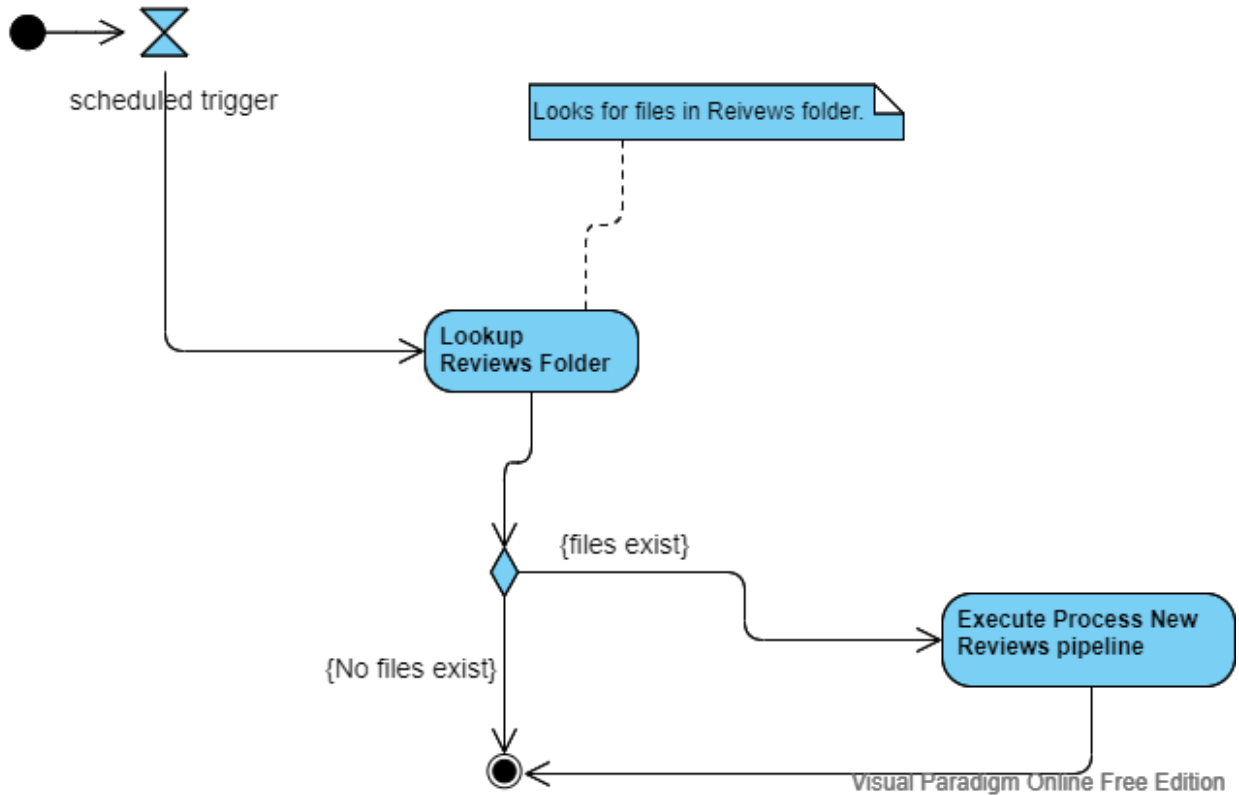 scheduled trigger
Looks for files in Reivews folder.
Lookup
Reviews Folder
{files exist}
Execute Process New
Reviews pipeline
{No files exist}
Visual Paradigm Online Free Edition